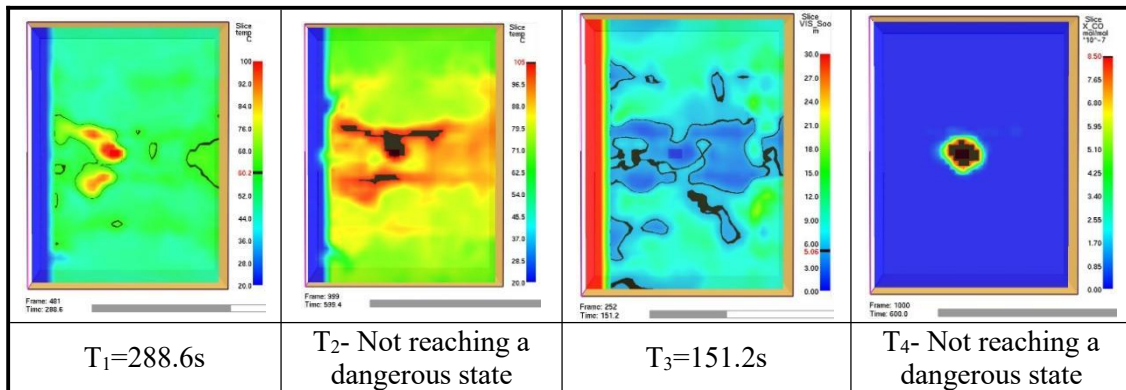 Slice
temp
C
100
92.0
84.0
76.0
68.0
60.2
52.0
44.0
36.0
28.0
20.0
Frame: 481
Time: 288.6
Slice
temp
C
105
96.5
88.0
79.5
71.0
62.5
54.0
45.5
37.0
28.5
20.0
Frame: 999
Time: 599.4
Slice
VIS_Soo
m
30.0
27.0
24.0
21.0
18.0
15.0
12.0
9.00
6.00
5.06
3.00
0.00
Frame: 252
Time: 151.2
Slice
X_CO
mol/mol
*10^-7
8.50
7.65
6.80
5.95
5.10
4.25
3.40
2.55
1.70
0.85
0.00
Frame: 1000
Time: 600.0
T₁=288.6s
T₂- Not reaching a
dangerous state
T₃=151.2s
T₄- Not reaching a
dangerous state